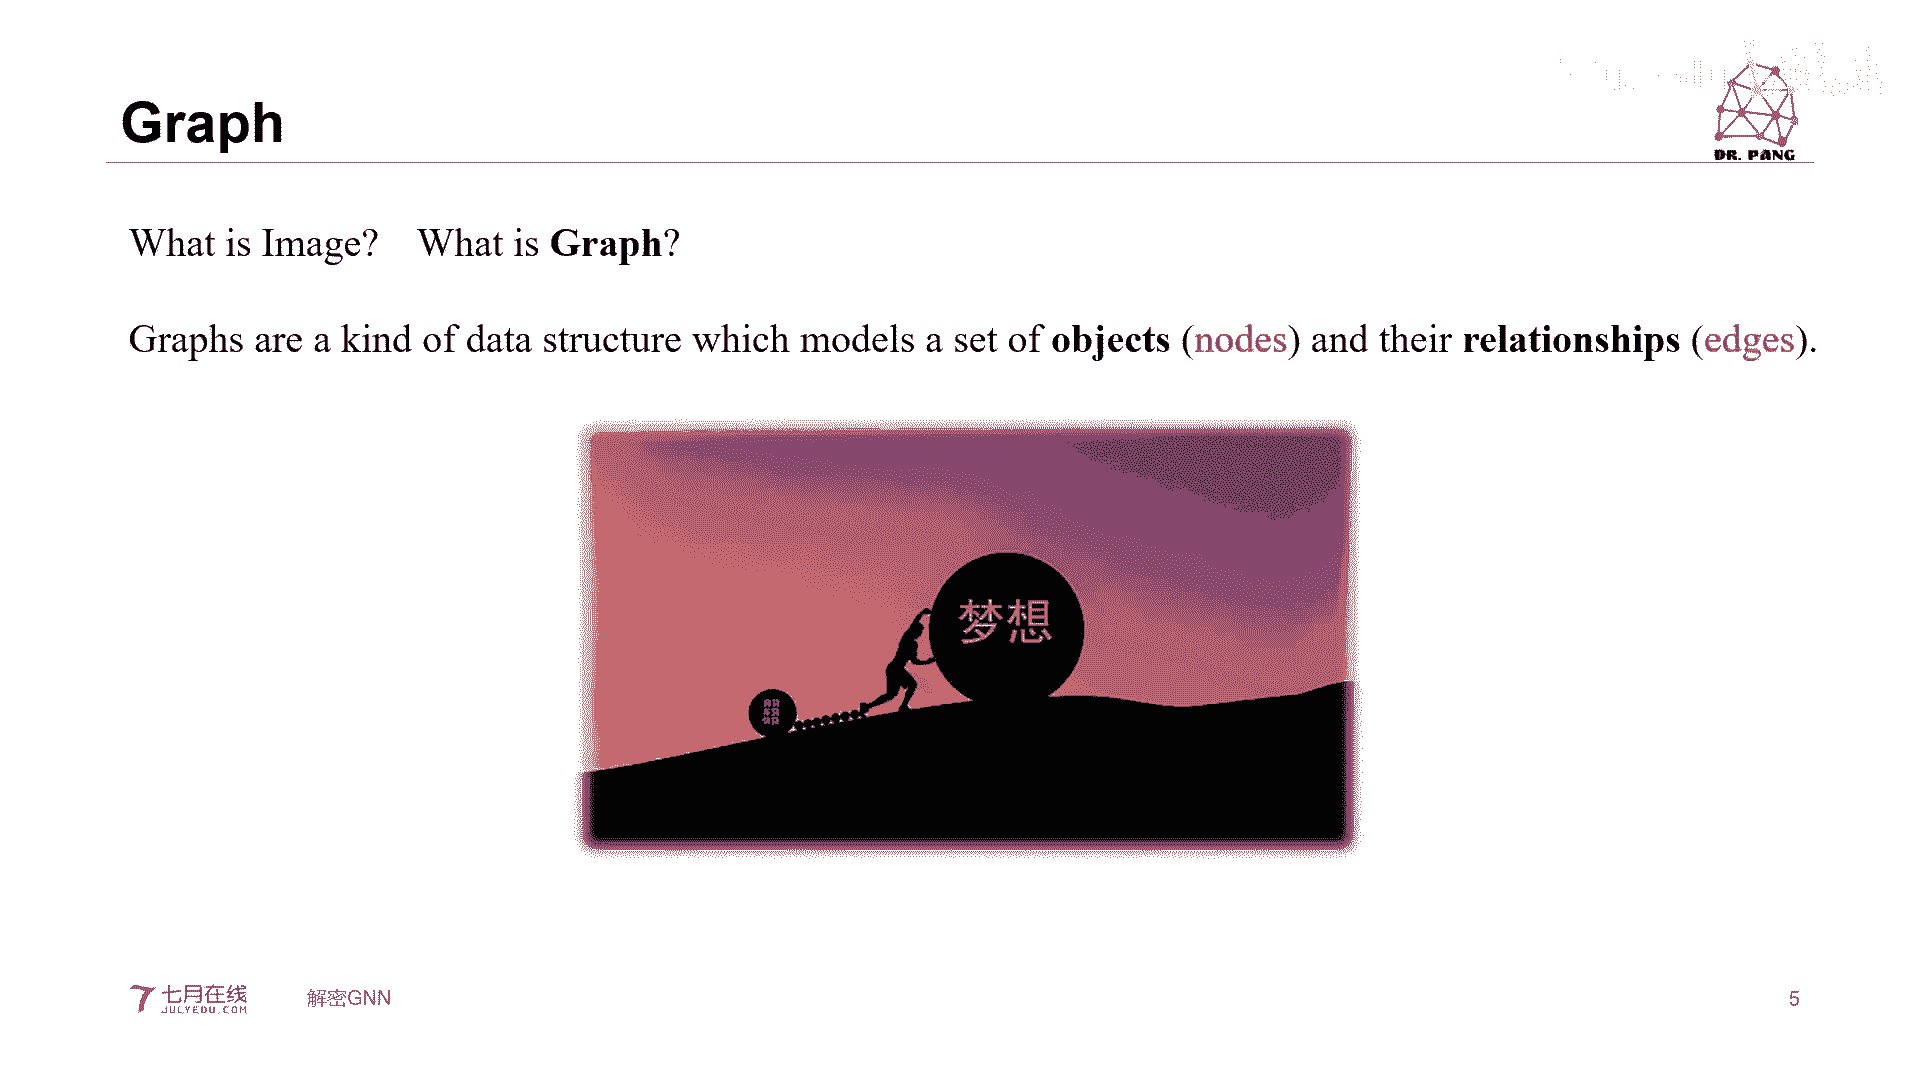 Graph
DR. PANG
What is Image? What is Graph?
Graphs are a kind of data structure which models a set of objects (nodes) and their relationships (edges).
梦想
七月在线
JULYEDU.COM
解密GNN
5